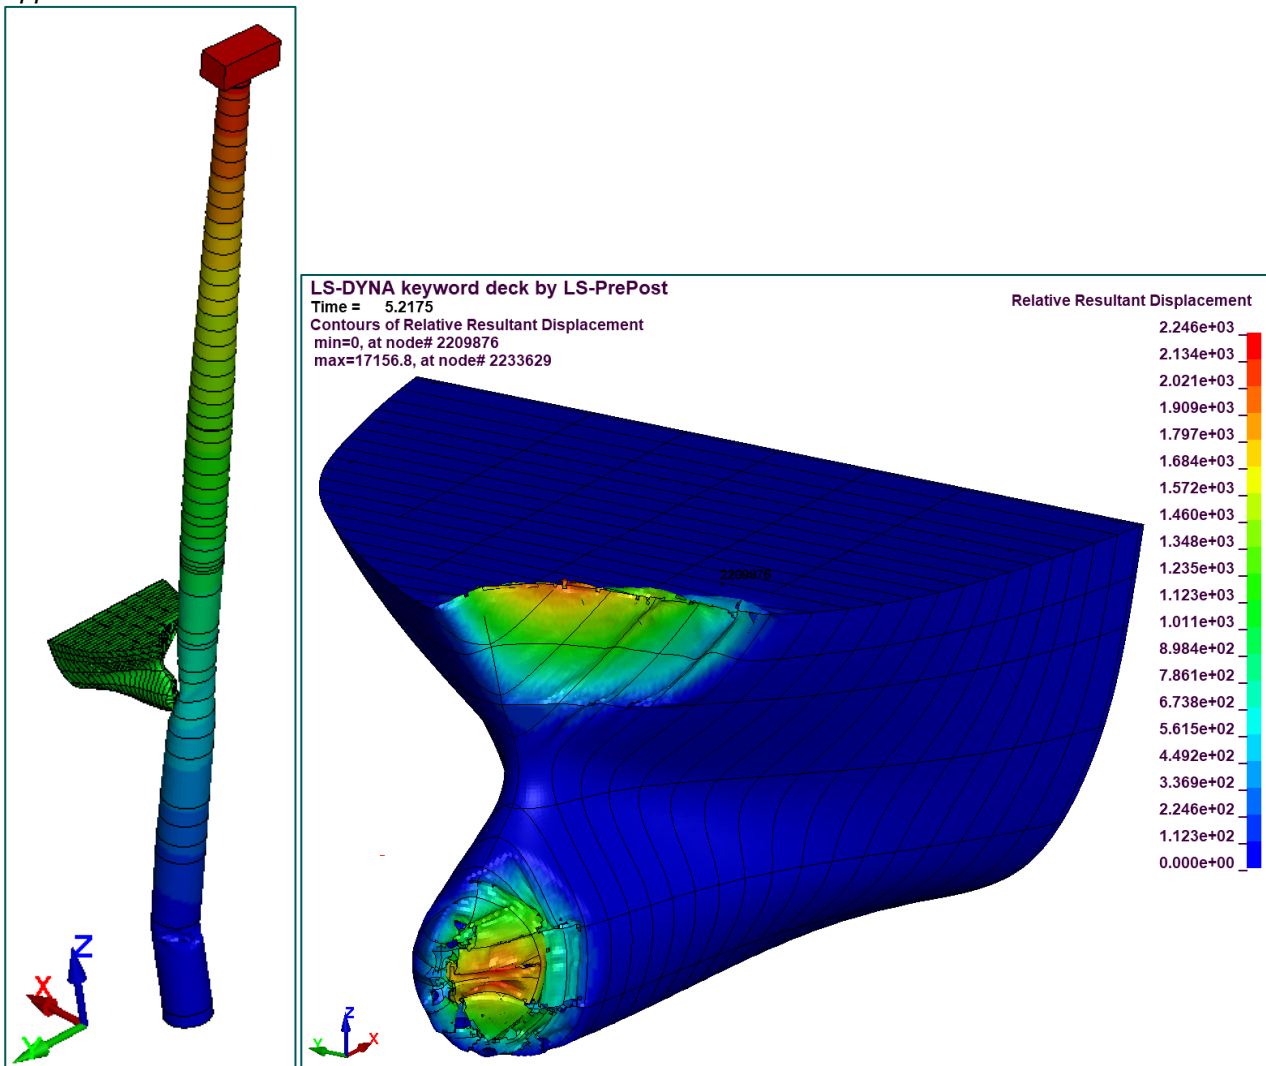 Z
X
Y
LS-DYNA keyword deck by LS-PrePost
Time = 5.2175
Contours of Relative Resultant Displacement
min=0, at node# 2209876
max=17156.8, at node# 2233629
Relative Resultant Displacement
2.246e+03
2.134e+03
2.021e+03
1.909e+03
1.797e+03
1.684e+03
1.572e+03
1.460e+03
1.348e+03
1.235e+03
1.123e+03
1.011e+03
8.984e+02
7.861e+02
6.738e+02
5.615e+02
4.492e+02
3.369e+02
2.246e+02
1.123e+02
0.000e+00
2209876
Z
Y
X